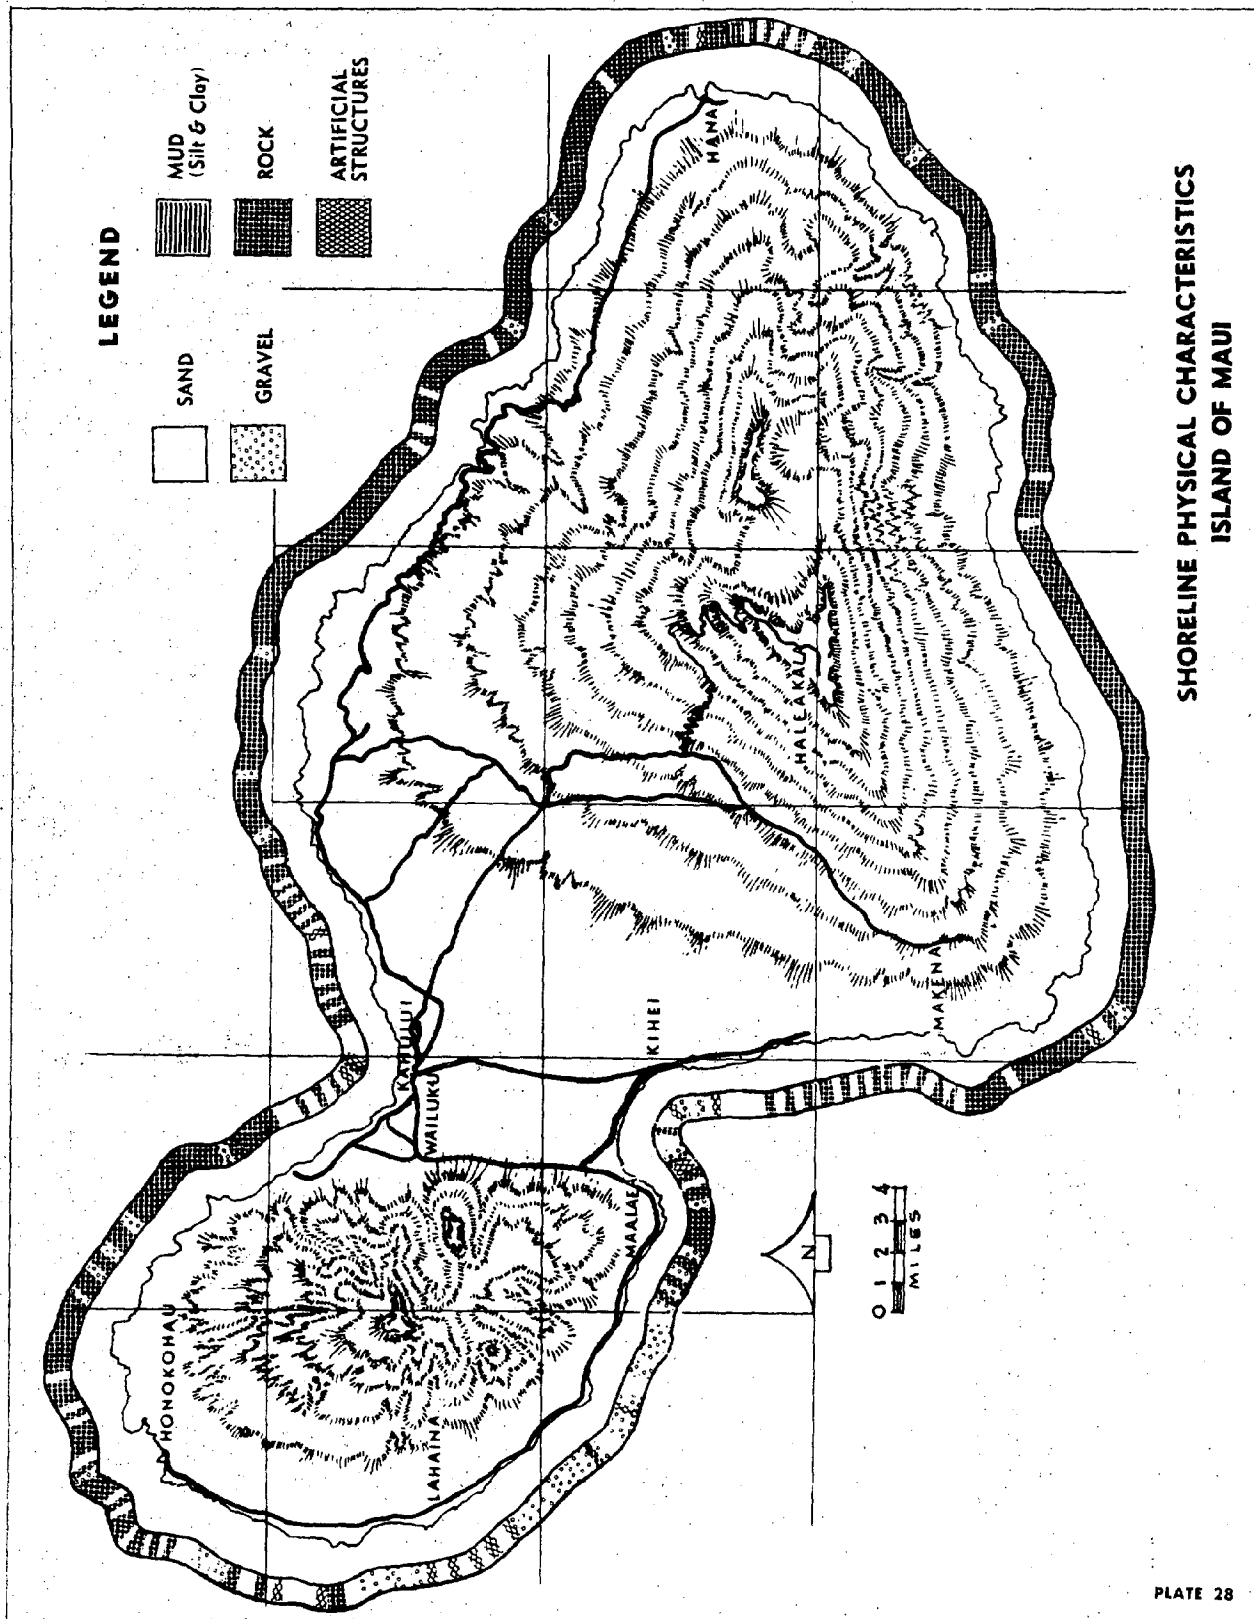 LEGEND
SAND
GRAVEL
MUD
(Silt & Clay)
ROCK
ARTIFICIAL
STRUCTURES
HONOKOHAU
LAHAINA
WAILUKU
KAHULUI
MAALAEA
KIHEI
MAKENA
HALEAKALA
HANA
N
0 1 2 3 4
MILES
SHORELINE PHYSICAL CHARACTERISTICS
ISLAND OF MAUI
PLATE 28